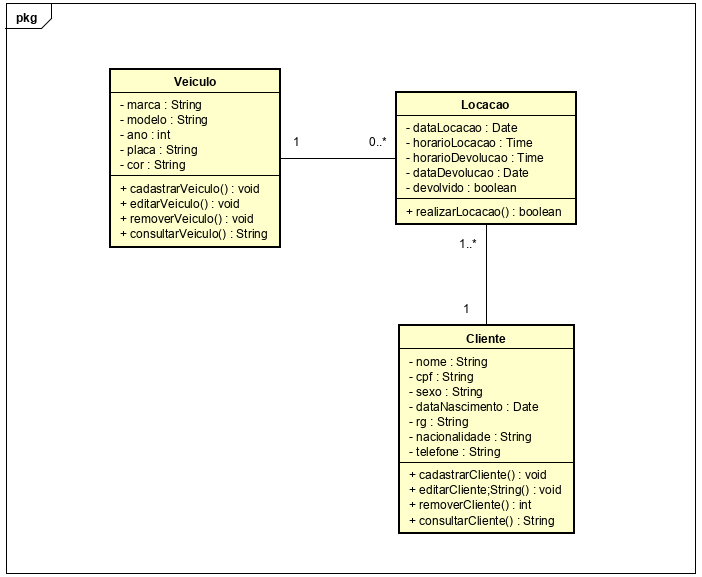 pkg
Veiculo
- marca : String
- modelo : String
- ano : int
- placa : String
- cor : String
+ cadastrarVeiculo() : void
+ editarVeiculo() : void
+ removerVeiculo() : void
+ consultarVeiculo() : String
1
0..*
Locacao
- dataLocacao : Date
- horarioLocacao : Time
- horarioDevolucao : Time
- dataDevolucao : Date
- devolvido : boolean
+ realizarLocacao() : boolean
1..*
1
Cliente
- nome : String
- cpf : String
- sexo : String
- dataNascimento : Date
- rg : String
- nacionalidade : String
- telefone : String
+ cadastrarCliente() : void
+ editarCliente;String() : void
+ removerCliente() : int
+ consultarCliente() : String